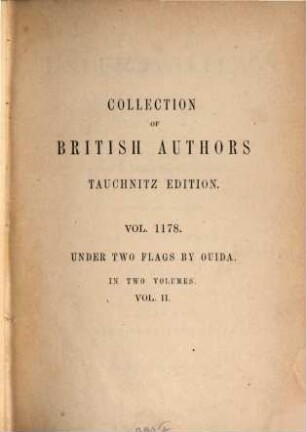 COLLECTION
OF
BRITISH AUTHORS
TAUCHNITZ EDITION.
VOL. 1178.
UNDER TWO FLAGS BY OUIDA.
IN TWO VOLUMES.
VOL. II.